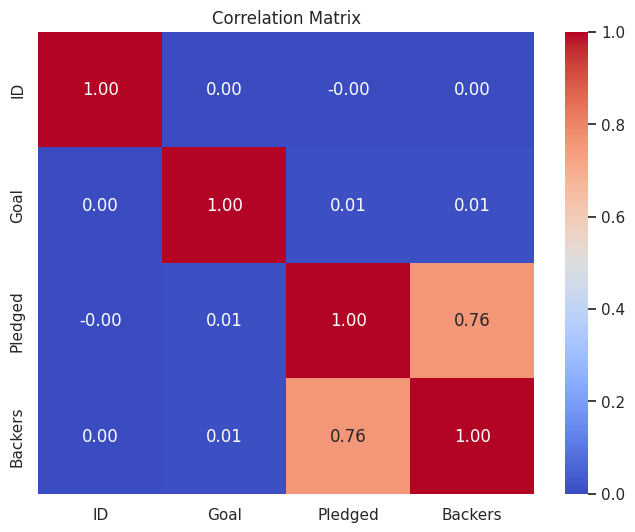 Correlation Matrix
ID 1.00 0.00 -0.00 0.00
Goal 0.00 1.00 0.01 0.01
Pledged -0.00 0.01 1.00 0.76
Backers 0.00 0.01 0.76 1.00
ID Goal Pledged Backers
1.0
0.8
0.6
0.4
0.2
0.0